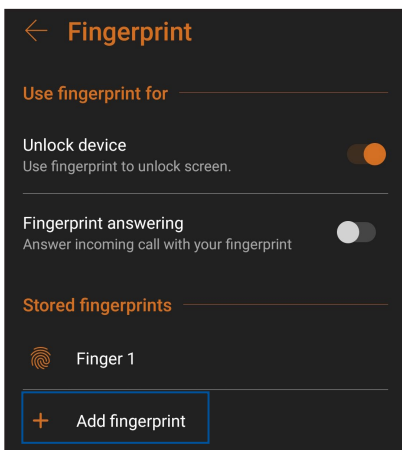 Fingerprint
Use fingerprint for
Unlock device
Use fingerprint to unlock screen.
Fingerprint answering
Answer incoming call with your fingerprint
Stored fingerprints
Finger 1
Add fingerprint